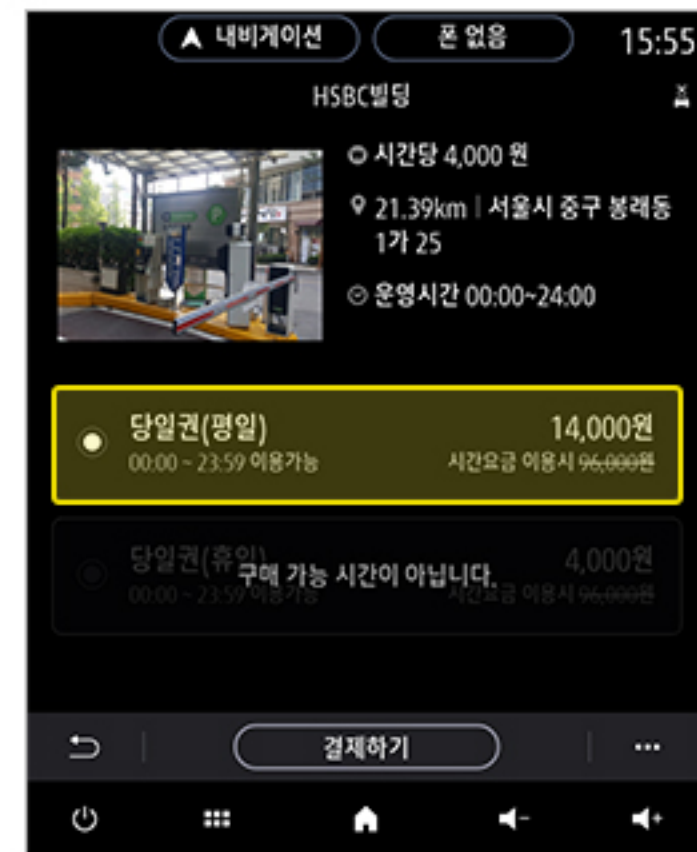 내비게이션 폰 없음 15:55
HSBC빌딩
시간당 4,000 원
21.39km | 서울시 중구 봉래동
1가 25
운영시간 00:00~24:00
당일권(평일) 14,000원
00:00 ~ 23:59 이용가능 시간요금 이용시 96,000원
당일권(휴일) 4,000원
구매 가능 시간이 아닙니다.
00:00 ~ 23:59 이용가능 시간요금 이용시 96,000원
결제하기